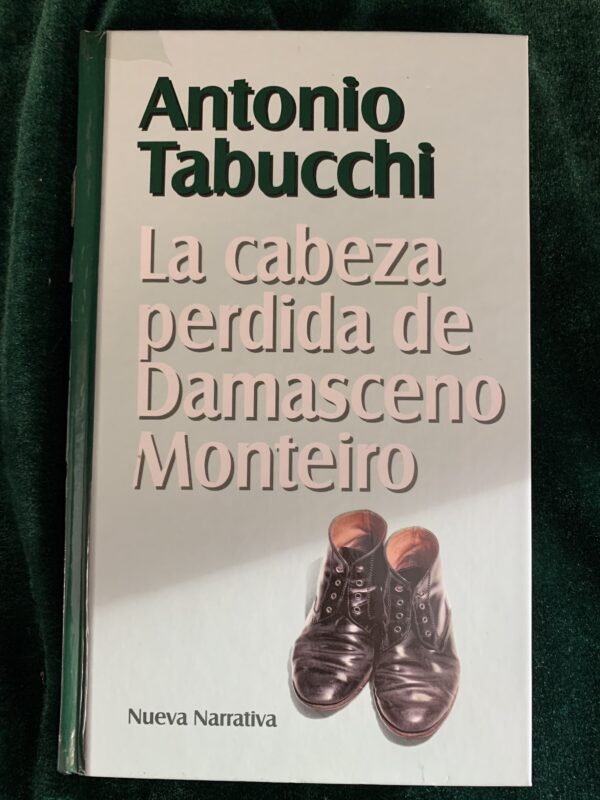 Antonio
Tabucchi
La cabeza
perdida de
Damasceno
Monteiro
Nueva Narrativa